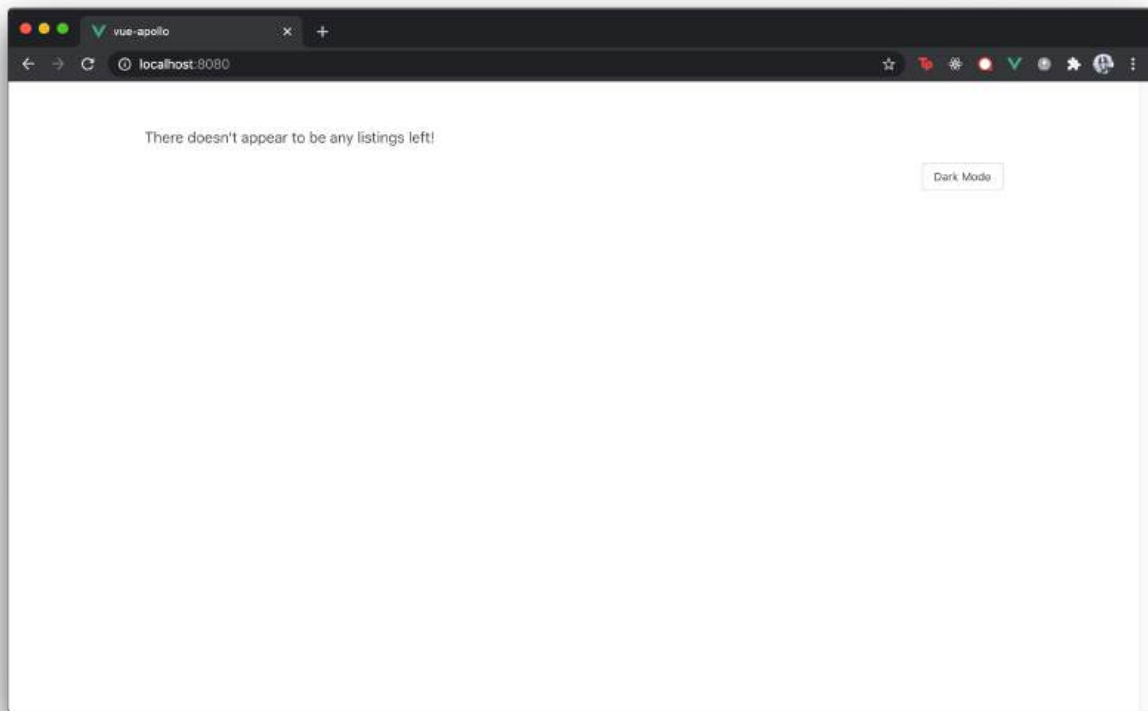 vue-apollo
localhost:8080
There doesn't appear to be any listings left!
Dark Mode